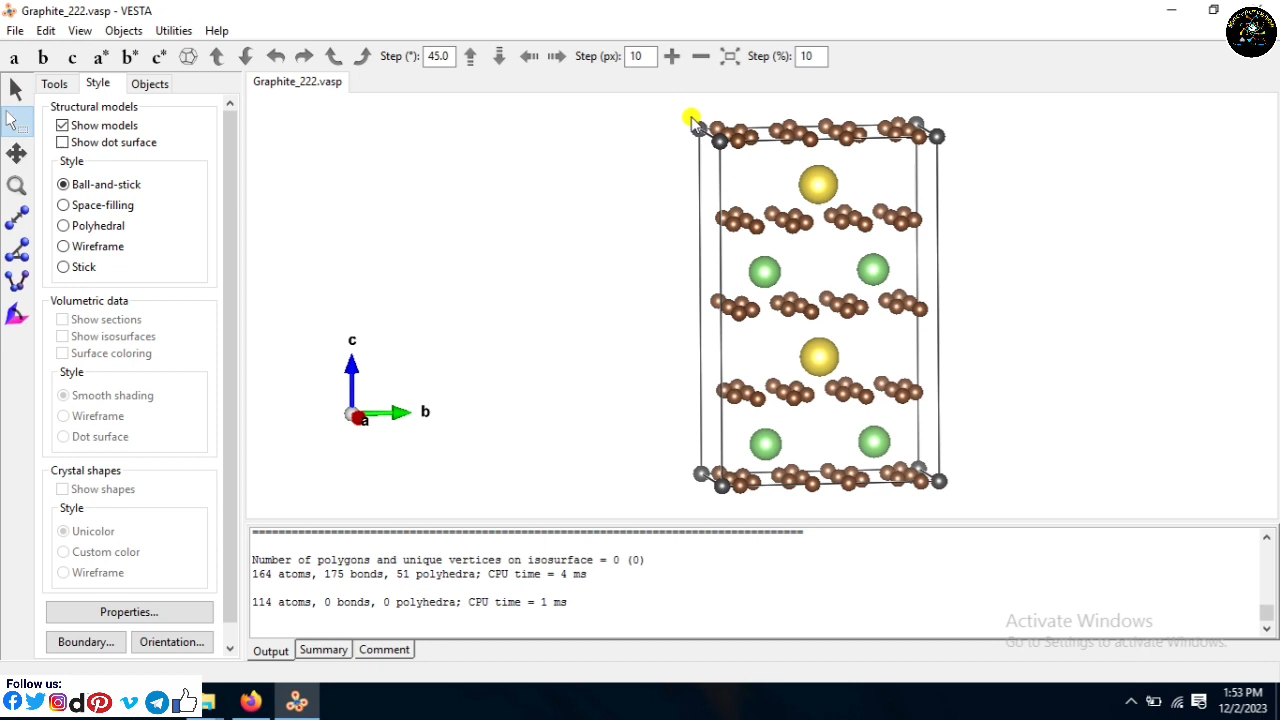 Graphite_222.vasp - VESTA
File Edit View Objects Utilities Help
a b c a* b* c* Step (°): 45.0 Step (px): 10 Step (%): 10
Tools Style Objects
Graphite_222.vasp
Structural models
Show models
Show dot surface
Style
Ball-and-stick
Space-filling
Polyhedral
Wireframe
Stick
Volumetric data
Show sections
Show isosurfaces
Surface coloring
Style
Smooth shading
Wireframe
Dot surface
Crystal shapes
Show shapes
Style
Unicolor
Custom color
Wireframe
Properties...
Boundary... Orientation...
c
b
a
Number of polygons and unique vertices on isosurface = 0 (0)
164 atoms, 175 bonds, 51 polyhedra; CPU time = 4 ms
114 atoms, 0 bonds, 0 polyhedra; CPU time = 1 ms
Activate Windows
Go to Settings to activate Windows.
Output Summary Comment
Follow us:
1:53 PM
12/2/2023